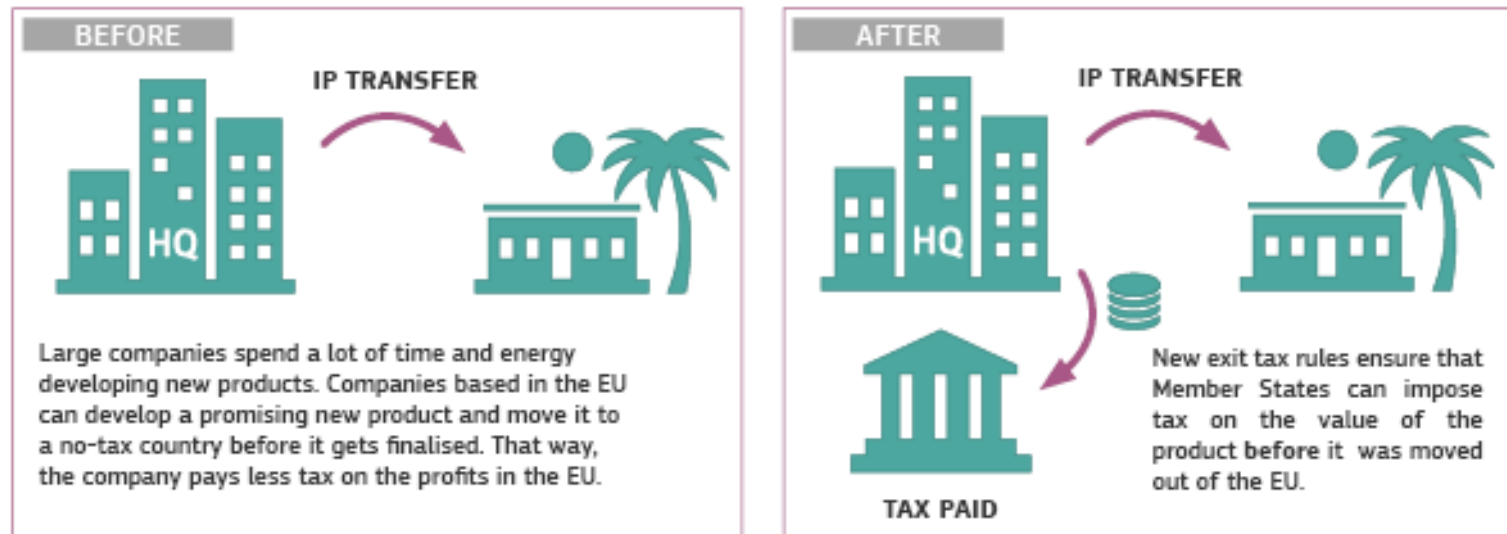 BEFORE
IP TRANSFER
HQ
Large companies spend a lot of time and energy
developing new products. Companies based in the EU
can develop a promising new product and move it to
a no-tax country before it gets finalised. That way,
the company pays less tax on the profits in the EU.
AFTER
IP TRANSFER
HQ
New exit tax rules ensure that
Member States can impose
tax on the value of the
product before it was moved
out of the EU.
TAX PAID